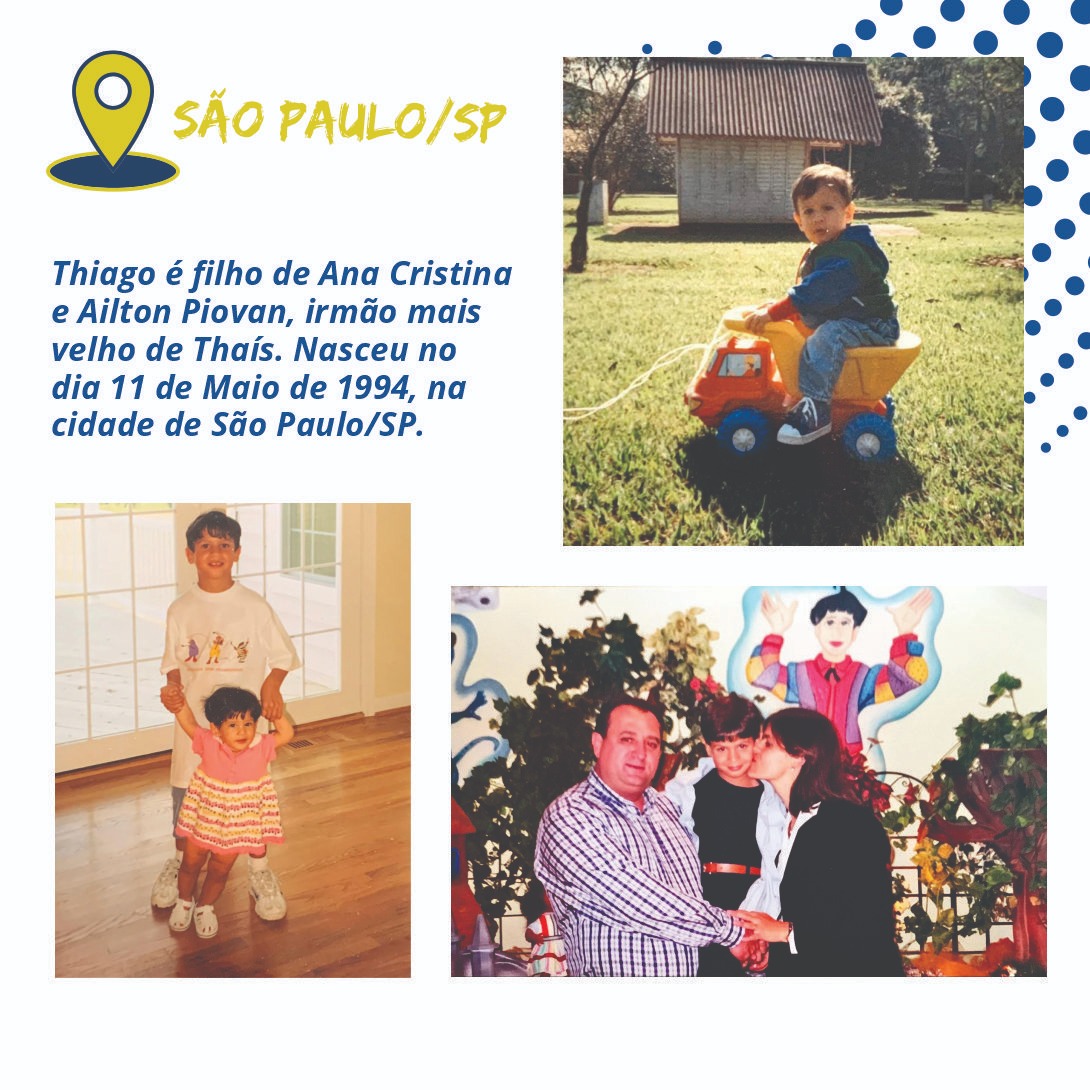 SÃO PAULO/SP
Thiago é filho de Ana Cristina
e Ailton Piovan, irmão mais
velho de Thaís. Nasceu no
dia 11 de Maio de 1994, na
cidade de São Paulo/SP.